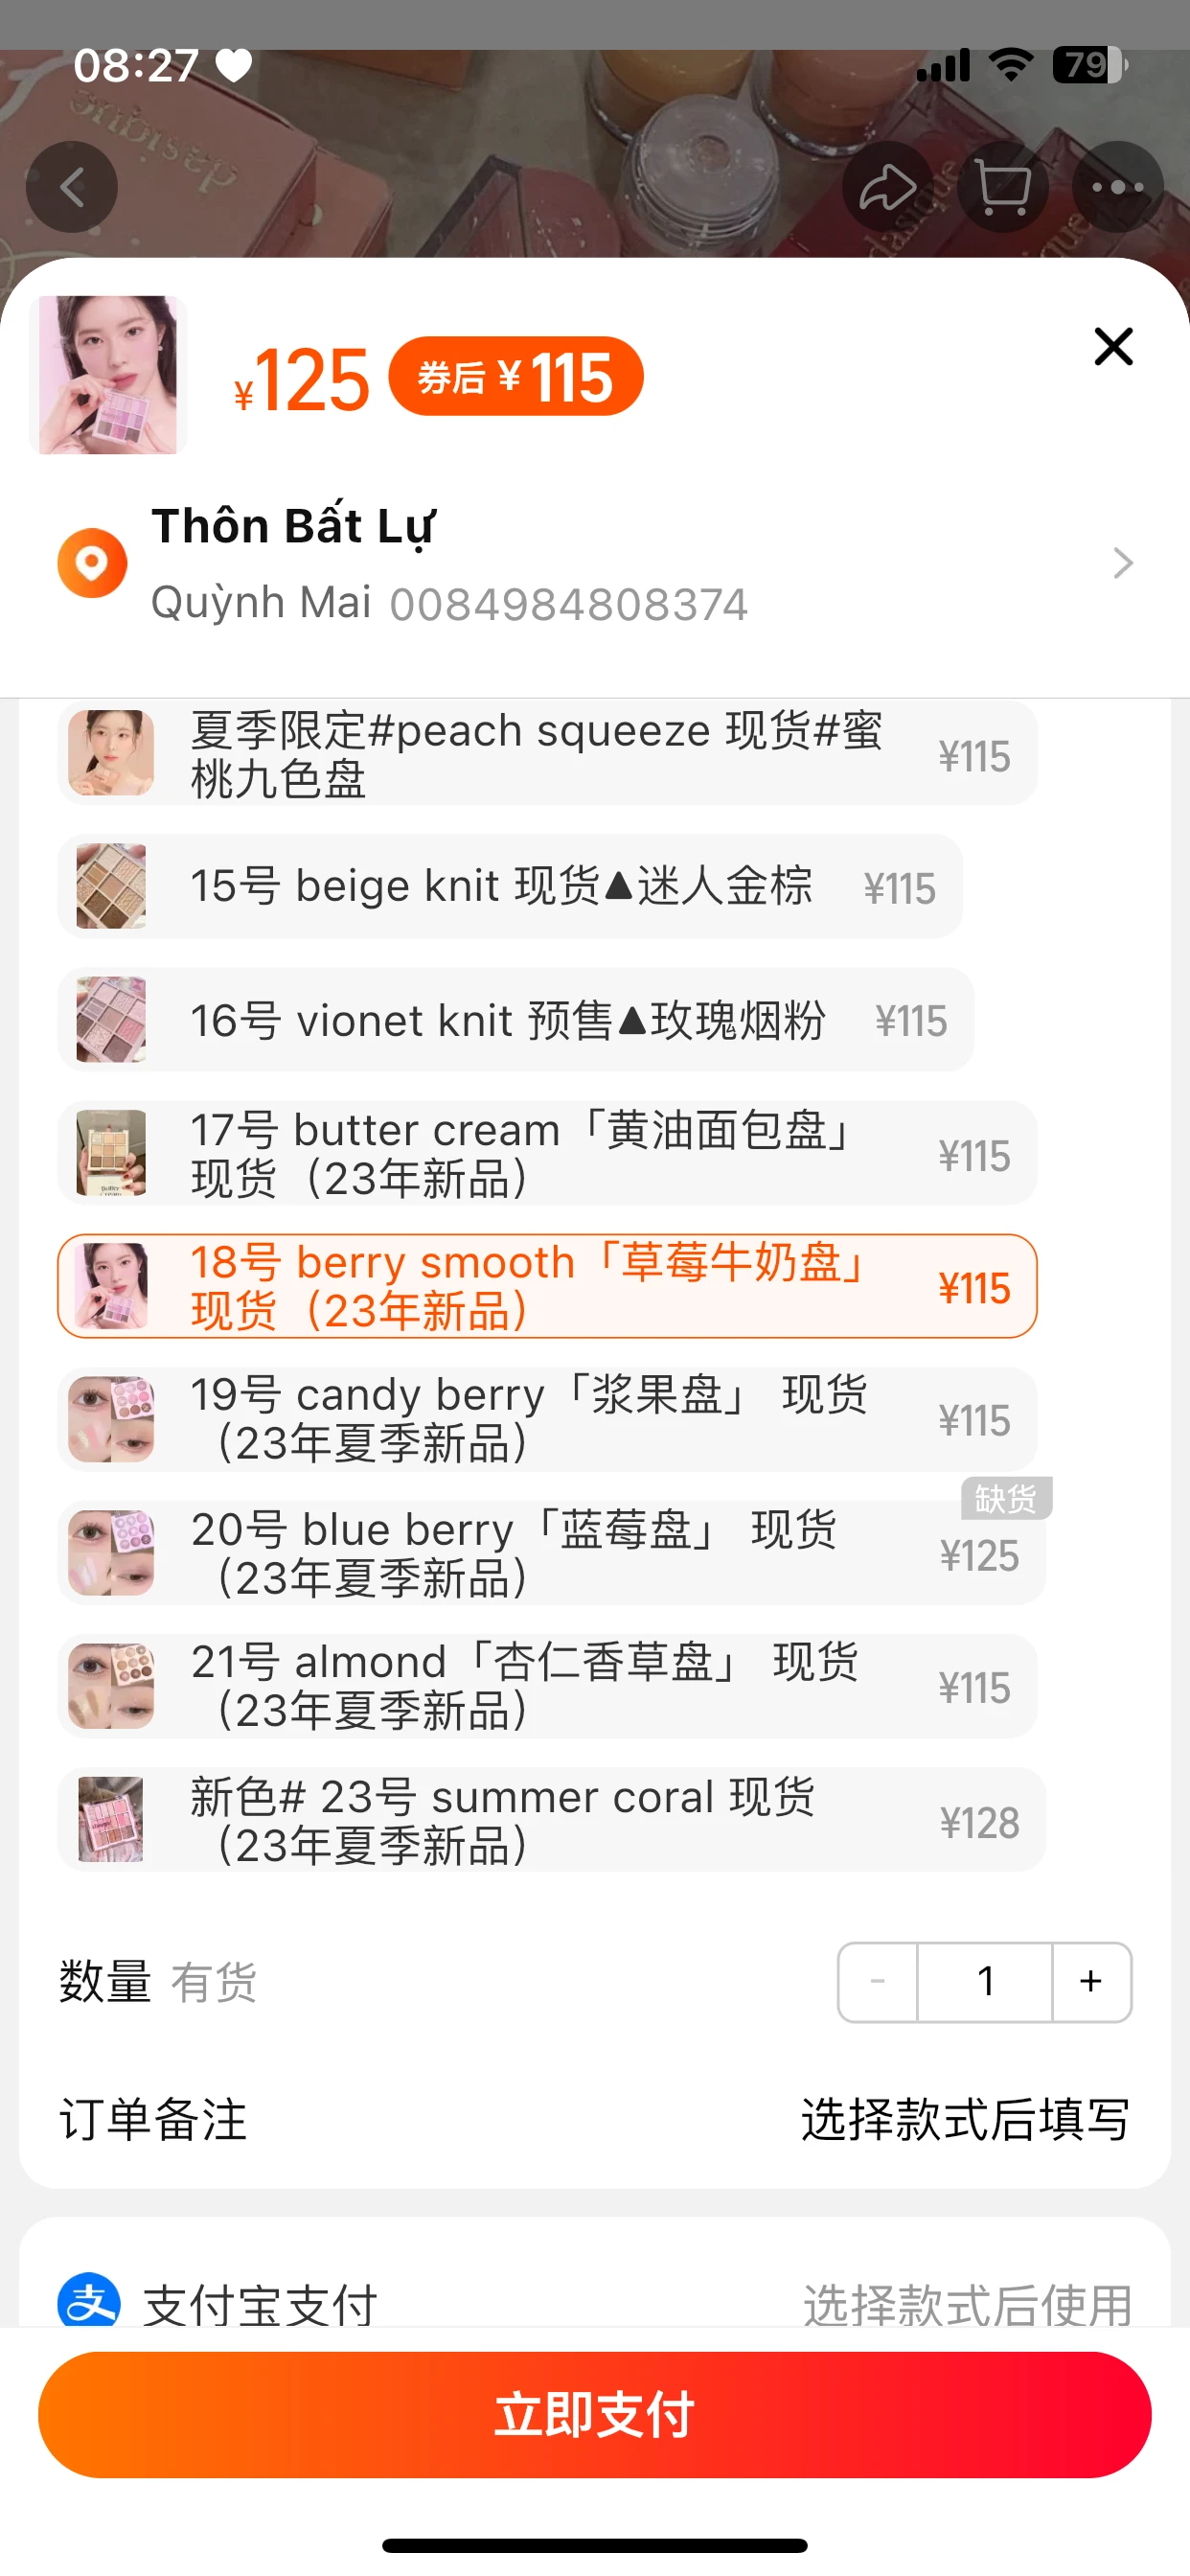 08:27
79
dasique
dasique
¥125 券后 ¥ 115
Thôn Bất Lự
Quỳnh Mai 0084984808374
夏季限定#peach squeeze 现货#蜜
桃九色盘
¥115
15号 beige knit 现货▲迷人金棕 ¥115
16号 vionet knit 预售▲玫瑰烟粉 ¥115
17号 butter cream「黄油面包盘」
现货（23年新品）
¥115
18号 berry smooth「草莓牛奶盘」
现货（23年新品）
¥115
19号 candy berry「浆果盘」 现货
（23年夏季新品）
¥115
缺货
20号 blue berry「蓝莓盘」 现货
（23年夏季新品）
¥125
21号 almond「杏仁香草盘」 现货
（23年夏季新品）
¥115
新色# 23号 summer coral 现货
（23年夏季新品）
¥128
数量 有货 - 1 +
订单备注 选择款式后填写
支 支付宝支付 选择款式后使用
立即支付